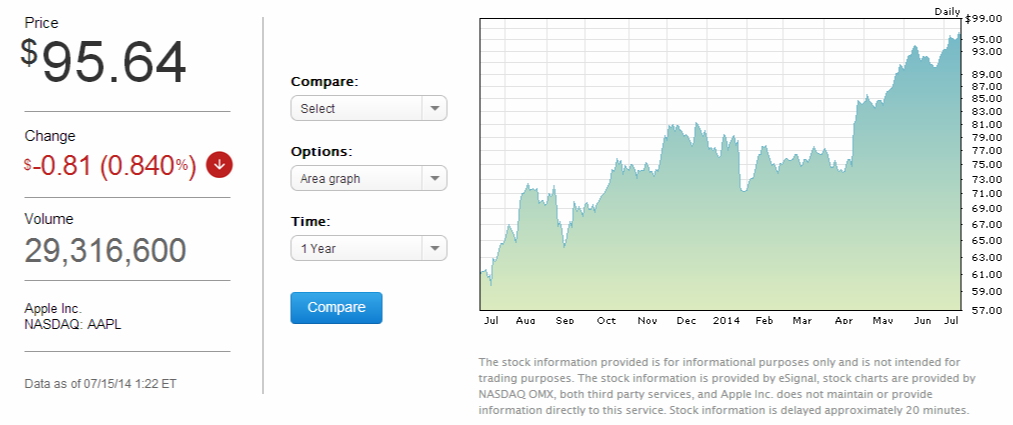 Price
$95.64
Change
$-0.81 (0.840%)
Volume
29,316,600
Apple Inc.
NASDAQ: AAPL
Data as of 07/15/14 1:22 ET
Compare:
Select
Options:
Area graph
Time:
1 Year
Compare
Daily
$99.00
95.00
93.00
89.00
87.00
85.00
83.00
81.00
79.00
77.00
75.00
73.00
71.00
69.00
67.00
65.00
63.00
61.00
59.00
57.00
Jul Aug Sep Oct Nov Dec 2014 Feb Mar Apr May Jun Jul
The stock information provided is for informational purposes only and is not intended for
trading purposes. The stock information is provided by eSignal, stock charts are provided by
NASDAQ OMX, both third party services, and Apple Inc. does not maintain or provide
information directly to this service. Stock information is delayed approximately 20 minutes.